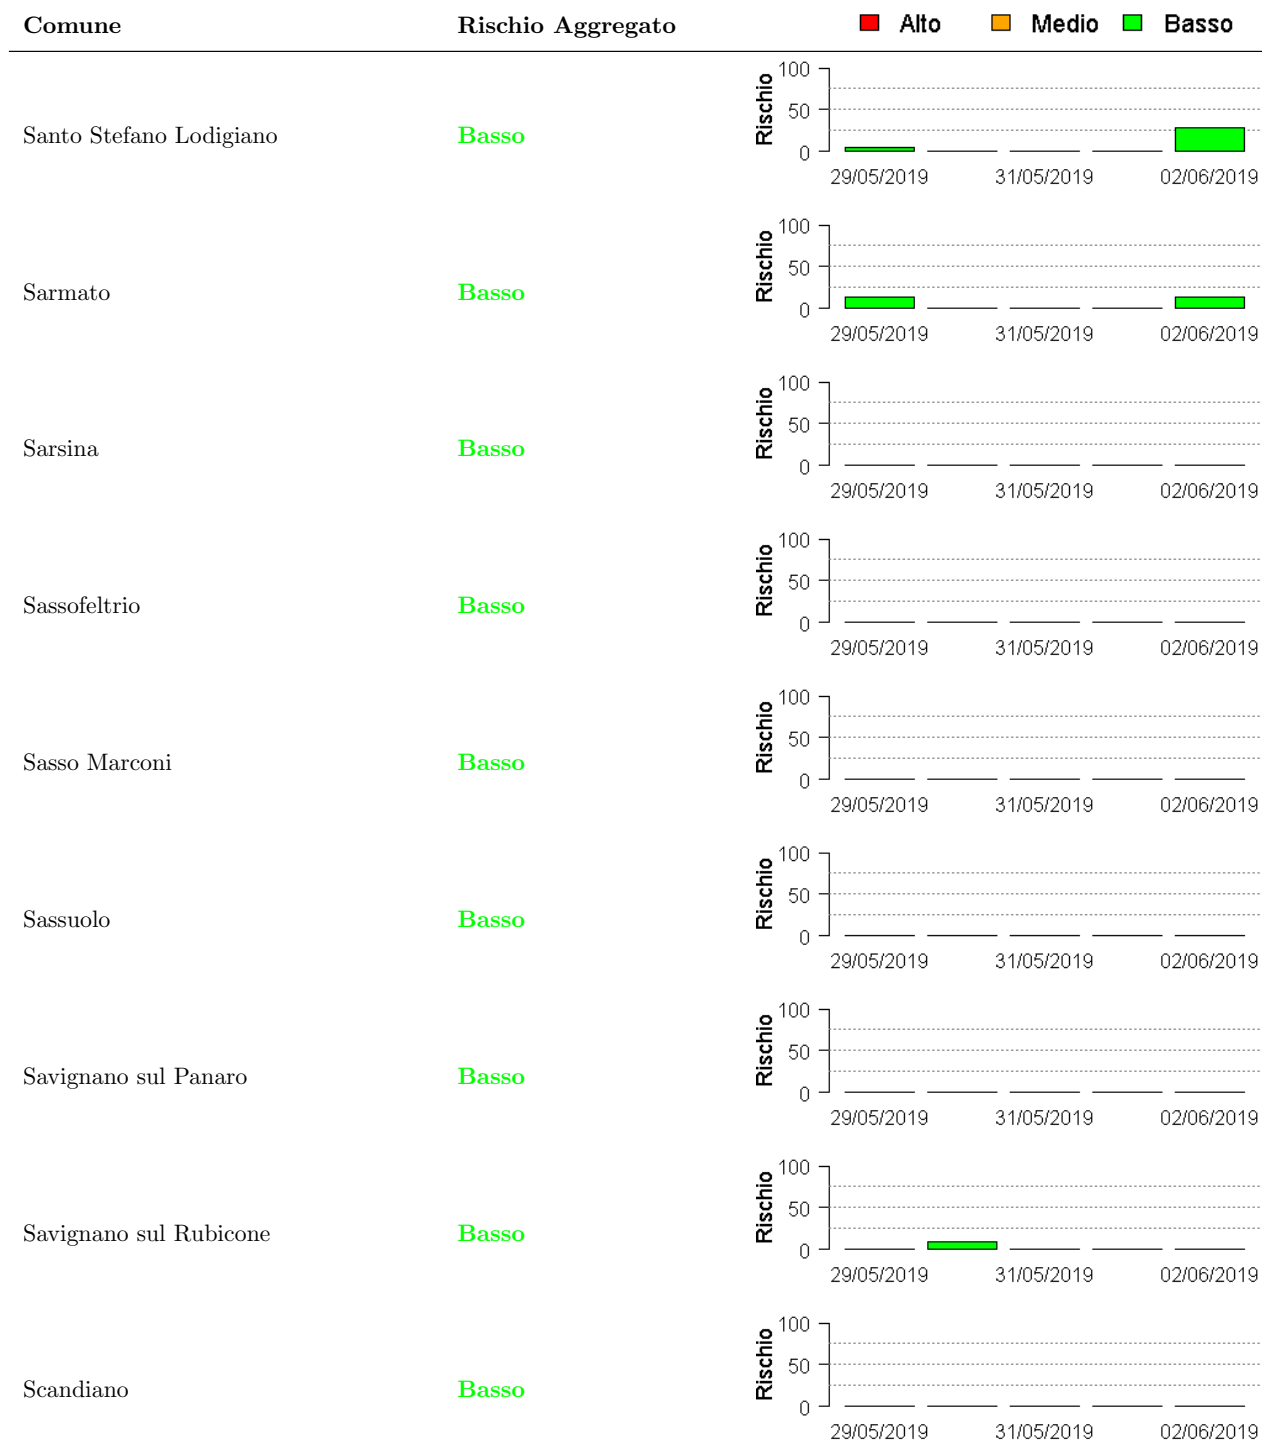 Comune Rischio Aggregato Alto Medio Basso
Santo Stefano Lodigiano Basso Rischio 100 50 0
29/05/2019 31/05/2019 02/06/2019
Sarmato Basso Rischio 100 50 0
29/05/2019 31/05/2019 02/06/2019
Sarsina Basso Rischio 100 50 0
29/05/2019 31/05/2019 02/06/2019
Sassofeltrio Basso Rischio 100 50 0
29/05/2019 31/05/2019 02/06/2019
Sasso Marconi Basso Rischio 100 50 0
29/05/2019 31/05/2019 02/06/2019
Sassuolo Basso Rischio 100 50 0
29/05/2019 31/05/2019 02/06/2019
Savignano sul Panaro Basso Rischio 100 50 0
29/05/2019 31/05/2019 02/06/2019
Savignano sul Rubicone Basso Rischio 100 50 0
29/05/2019 31/05/2019 02/06/2019
Scandiano Basso Rischio 100 50 0
29/05/2019 31/05/2019 02/06/2019